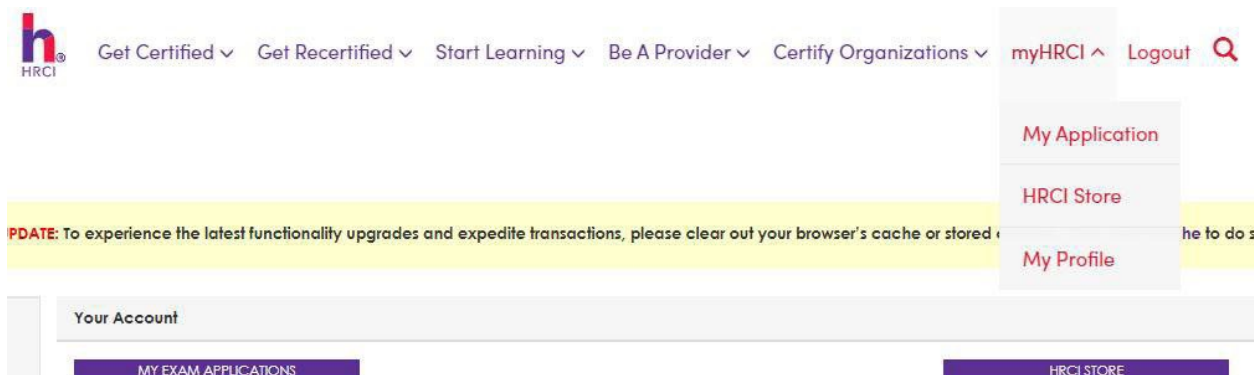 h®
HRCI
Get Certified Get Recertified Start Learning Be A Provider Certify Organizations myHRCI Logout
My Application
HRCI Store
PDATE: To experience the latest functionality upgrades and expedite transactions, please clear out your browser's cache or stored he to do s
My Profile
Your Account
MY EXAM APPLICATIONS HRCI STORE